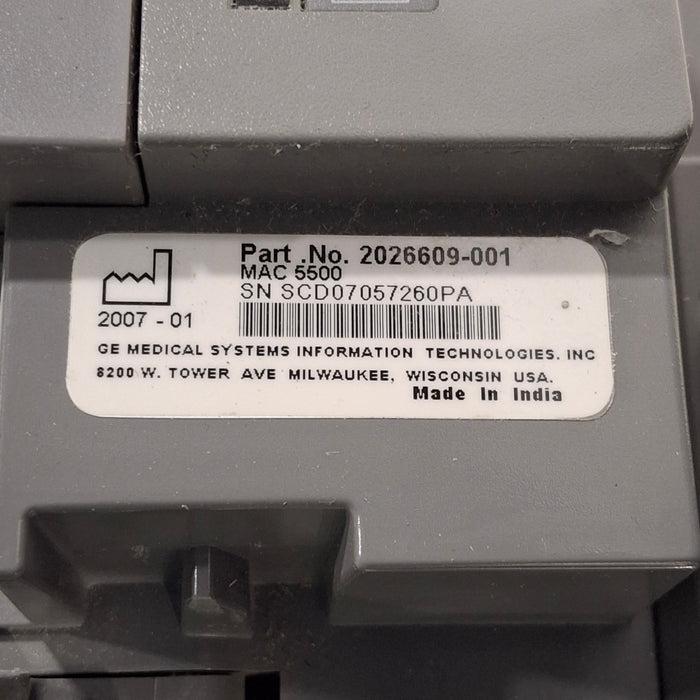 Part .No. 2026609-001
MAC 5500
SN SCD07057260PA
2007 - 01
GE MEDICAL SYSTEMS INFORMATION TECHNOLOGIES. INC
8200 W. TOWER AVE MILWAUKEE, WISCONSIN USA.
Made In India